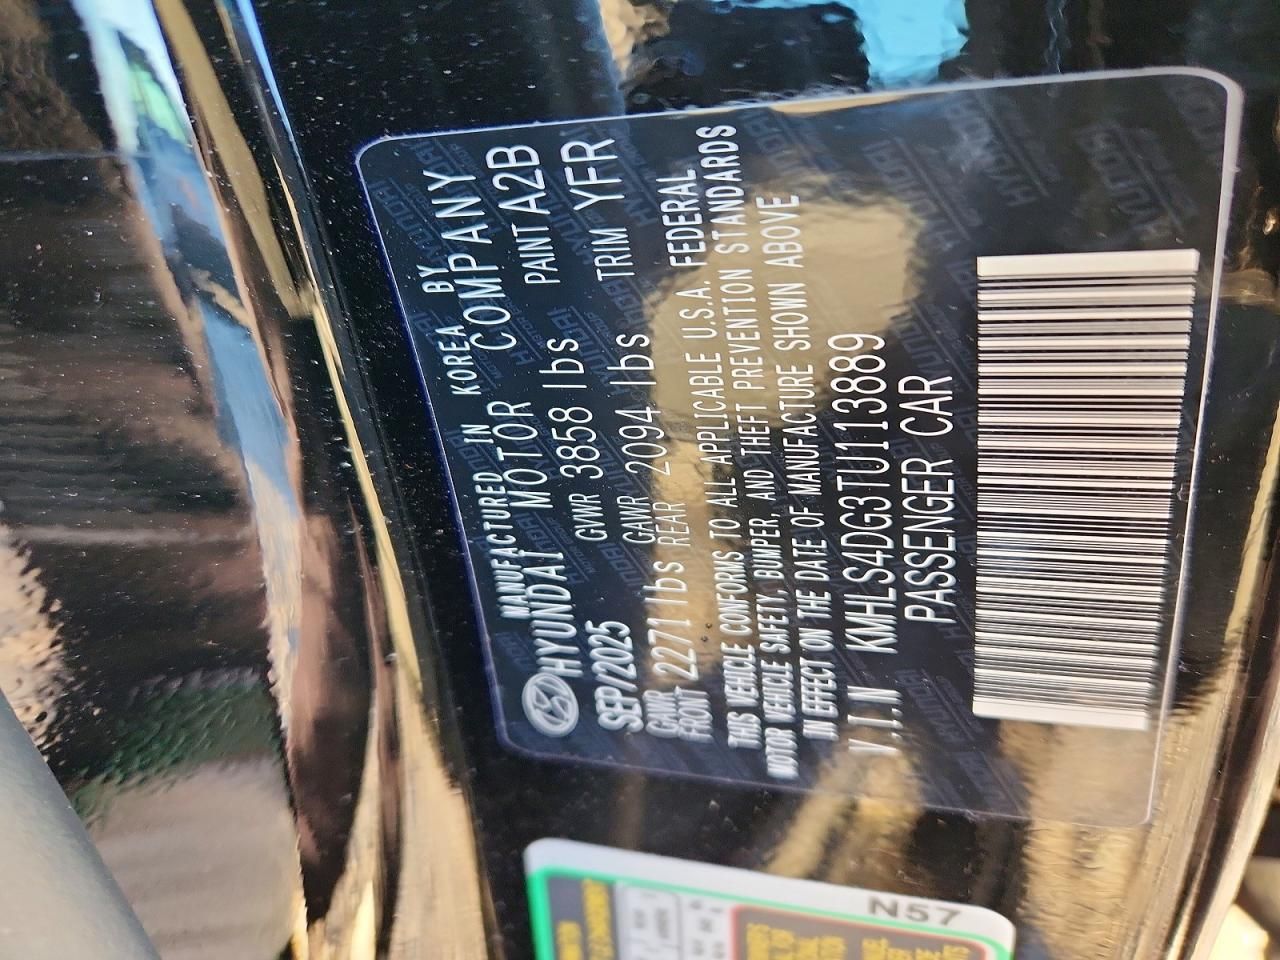 MANUFACTURED IN KOREA BY
HYUNDAI MOTOR COMPANY
SEP/2025 GVWR 3858 lbs PAINT A2B
GAWR FRONT 2271 lbs GAWR REAR 2094 lbs TRIM YFR
THIS VEHICLE CONFORMS TO ALL APPLICABLE U.S.A. FEDERAL
MOTOR VEHICLE SAFETY, BUMPER, AND THEFT PREVENTION STANDARDS
IN EFFECT ON THE DATE OF MANUFACTURE SHOWN ABOVE
V.I.N KMHLS4DG3TU113889
PASSENGER CAR
N57